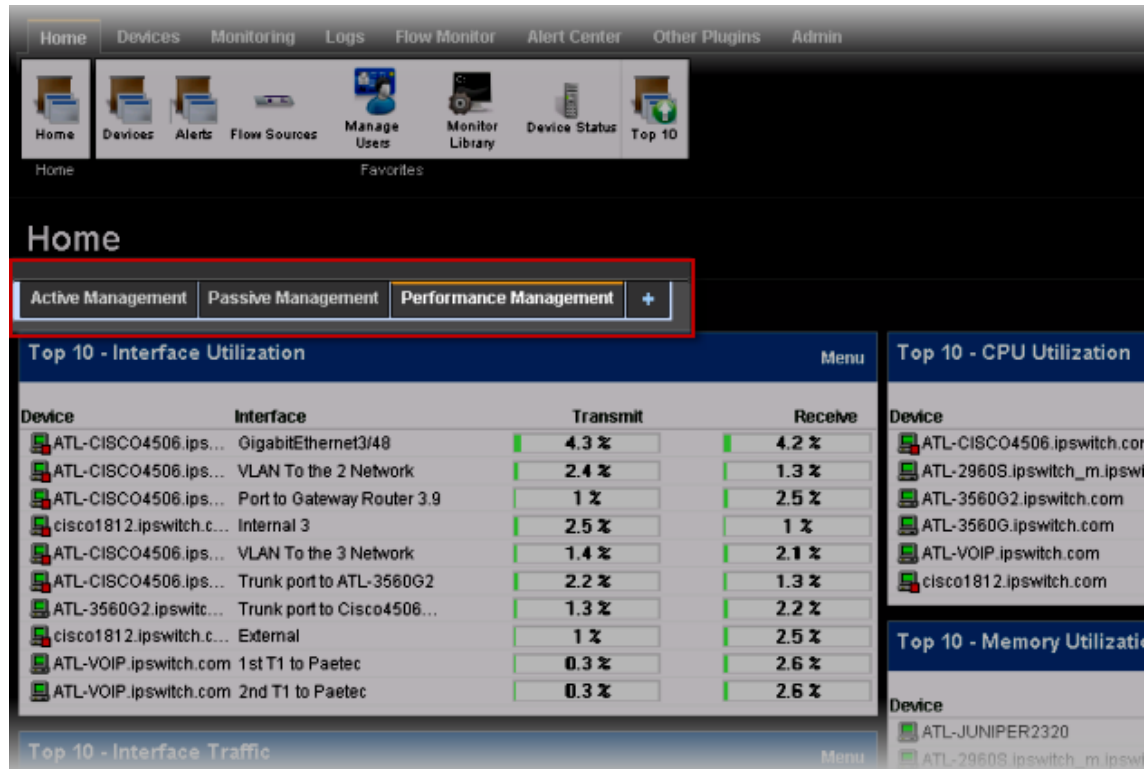 Home Devices Monitoring Logs Flow Monitor Alert Center Other Plugins Admin
Home Devices Alerts Flow Sources Manage Users Monitor Library Device Status Top 10
Home Favorites
Home
Active Management Passive Management Performance Management +
Top 10 - Interface Utilization Menu
Device Interface Transmit Receive
ATL-CISCO4506.ips... GigabitEthernet3/48 4.3 % 4.2 %
ATL-CISCO4506.ips... VLAN To the 2 Network 2.4 % 1.3 %
ATL-CISCO4506.ips... Port to Gateway Router 3.9 1 % 2.5 %
cisco1812.ipswitch.c... Internal 3 2.5 % 1 %
ATL-CISCO4506.ips... VLAN To the 3 Network 1.4 % 2.1 %
ATL-CISCO4506.ips... Trunk port to ATL-3560G2 2.2 % 1.3 %
ATL-3560G2.ipswitc... Trunk port to Cisco4506... 1.3 % 2.2 %
cisco1812.ipswitch.c... External 1 % 2.5 %
ATL-VOIP.ipswitch.com 1st T1 to Paetec 0.3 % 2.6 %
ATL-VOIP.ipswitch.com 2nd T1 to Paetec 0.3 % 2.6 %
Top 10 - Interface Traffic Menu
Top 10 - CPU Utilization
Device
ATL-CISCO4506.ipswitch.cor
ATL-2960S.ipswitch_m.ipswi
ATL-3560G2.ipswitch.com
ATL-3560G.ipswitch.com
ATL-VOIP.ipswitch.com
cisco1812.ipswitch.com
Top 10 - Memory Utilizatio
Device
ATL-JUNIPER2320
ATL-2960S.ipswitch_m.ipswi